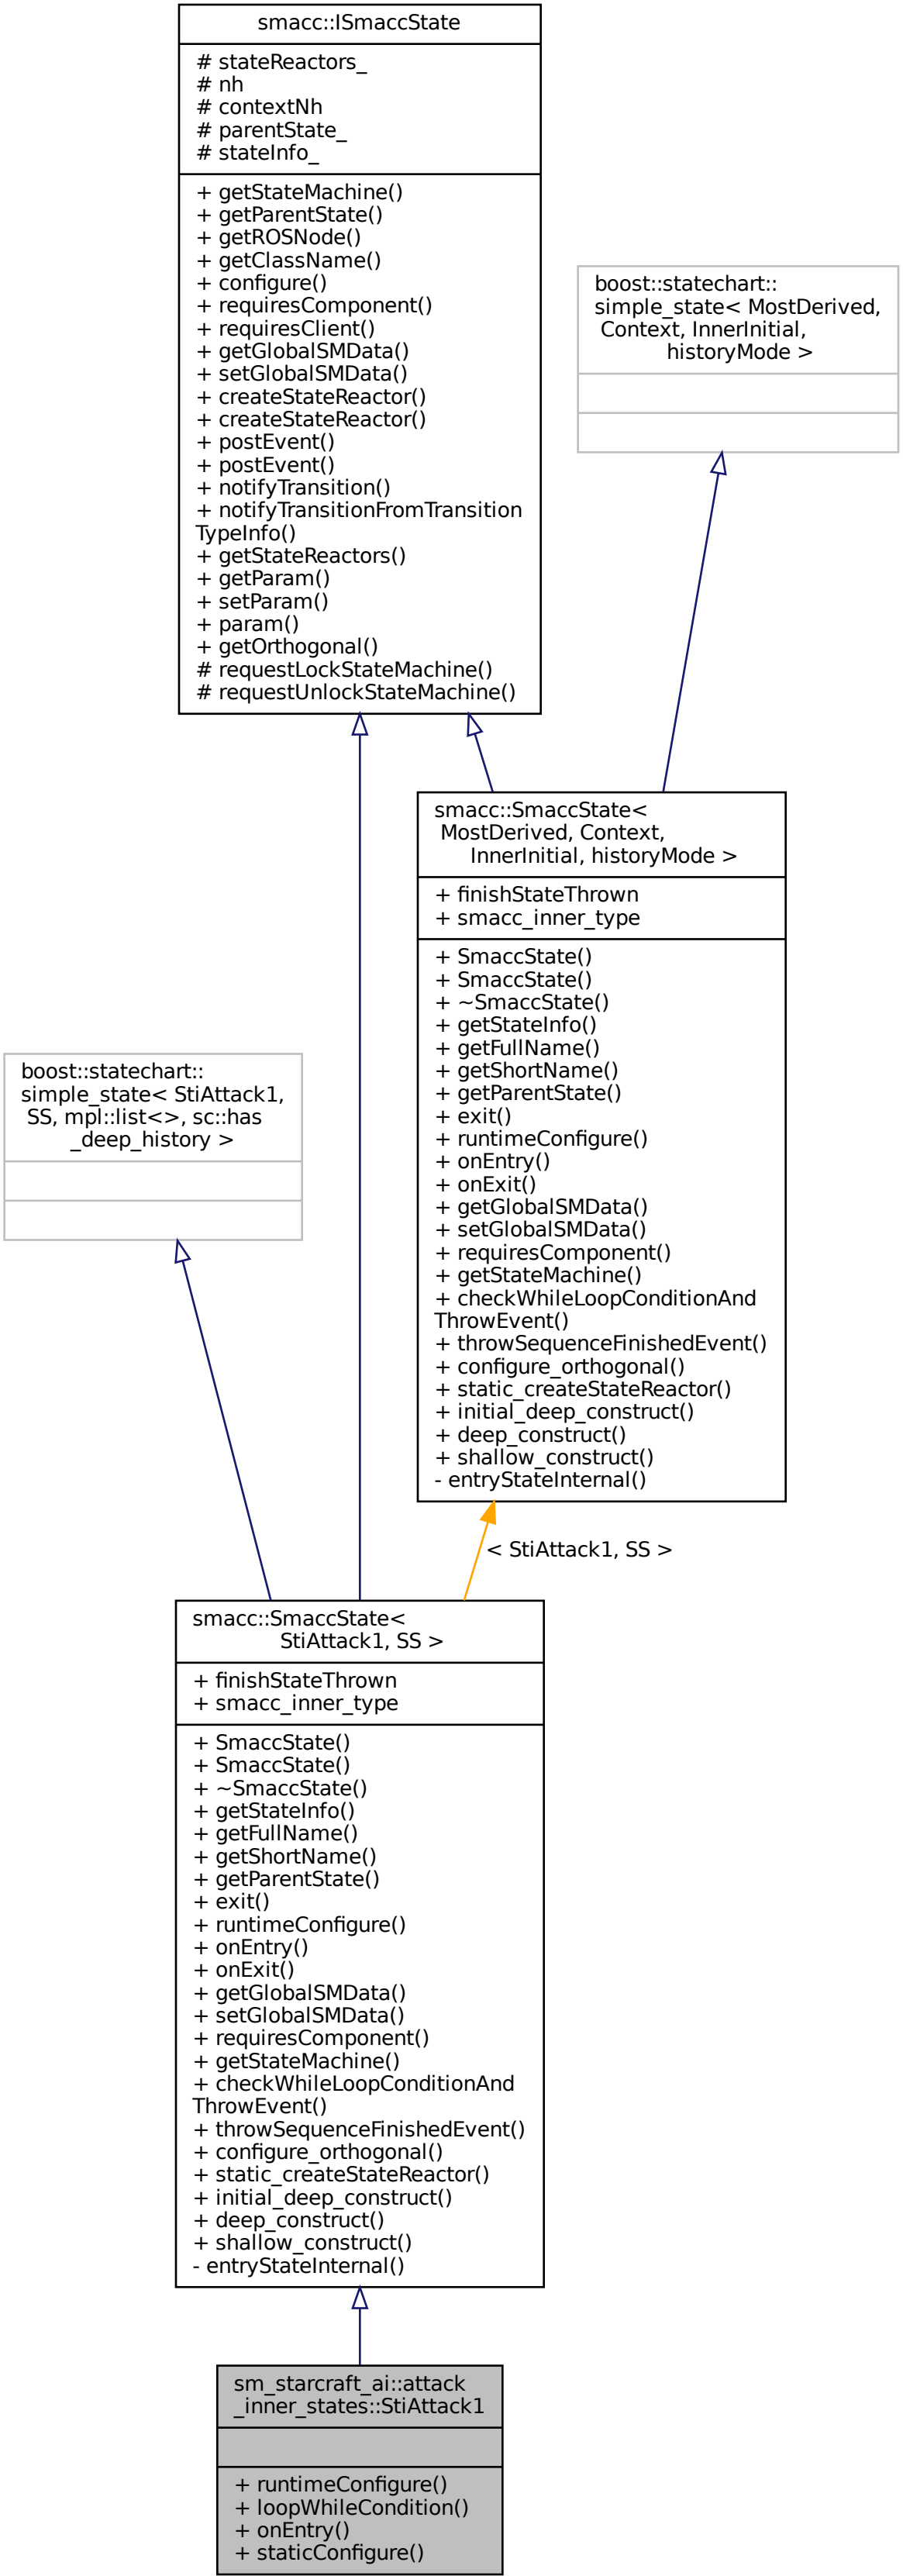 smacc::ISmaccState
# stateReactors_
# nh
# contextNh
# parentState_
# stateInfo_
+ getStateMachine()
+ getParentState()
+ getROSNode()
+ getClassName()
+ configure()
+ requiresComponent()
+ requiresClient()
+ getGlobalSMData()
+ setGlobalSMData()
+ createStateReactor()
+ createStateReactor()
+ postEvent()
+ postEvent()
+ notifyTransition()
+ notifyTransitionFromTransition
TypeInfo()
+ getStateReactors()
+ getParam()
+ setParam()
+ param()
+ getOrthogonal()
# requestLockStateMachine()
# requestUnlockStateMachine()
boost::statechart::
simple_state< MostDerived,
Context, InnerInitial,
historyMode >
smacc::SmaccState<
MostDerived, Context,
InnerInitial, historyMode >
+ finishStateThrown
+ smacc_inner_type
+ SmaccState()
+ SmaccState()
+ ~SmaccState()
+ getStateInfo()
+ getFullName()
+ getShortName()
+ getParentState()
+ exit()
+ runtimeConfigure()
+ onEntry()
+ onExit()
+ getGlobalSMData()
+ setGlobalSMData()
+ requiresComponent()
+ getStateMachine()
+ checkWhileLoopConditionAnd
ThrowEvent()
+ throwSequenceFinishedEvent()
+ configure_orthogonal()
+ static_createStateReactor()
+ initial_deep_construct()
+ deep_construct()
+ shallow_construct()
- entryStateInternal()
boost::statechart::
simple_state< StiAttack1,
SS, mpl::list<>, sc::has
_deep_history >
< StiAttack1, SS >
smacc::SmaccState<
StiAttack1, SS >
+ finishStateThrown
+ smacc_inner_type
+ SmaccState()
+ SmaccState()
+ ~SmaccState()
+ getStateInfo()
+ getFullName()
+ getShortName()
+ getParentState()
+ exit()
+ runtimeConfigure()
+ onEntry()
+ onExit()
+ getGlobalSMData()
+ setGlobalSMData()
+ requiresComponent()
+ getStateMachine()
+ checkWhileLoopConditionAnd
ThrowEvent()
+ throwSequenceFinishedEvent()
+ configure_orthogonal()
+ static_createStateReactor()
+ initial_deep_construct()
+ deep_construct()
+ shallow_construct()
- entryStateInternal()
sm_starcraft_ai::attack
_inner_states::StiAttack1
+ runtimeConfigure()
+ loopWhileCondition()
+ onEntry()
+ staticConfigure()